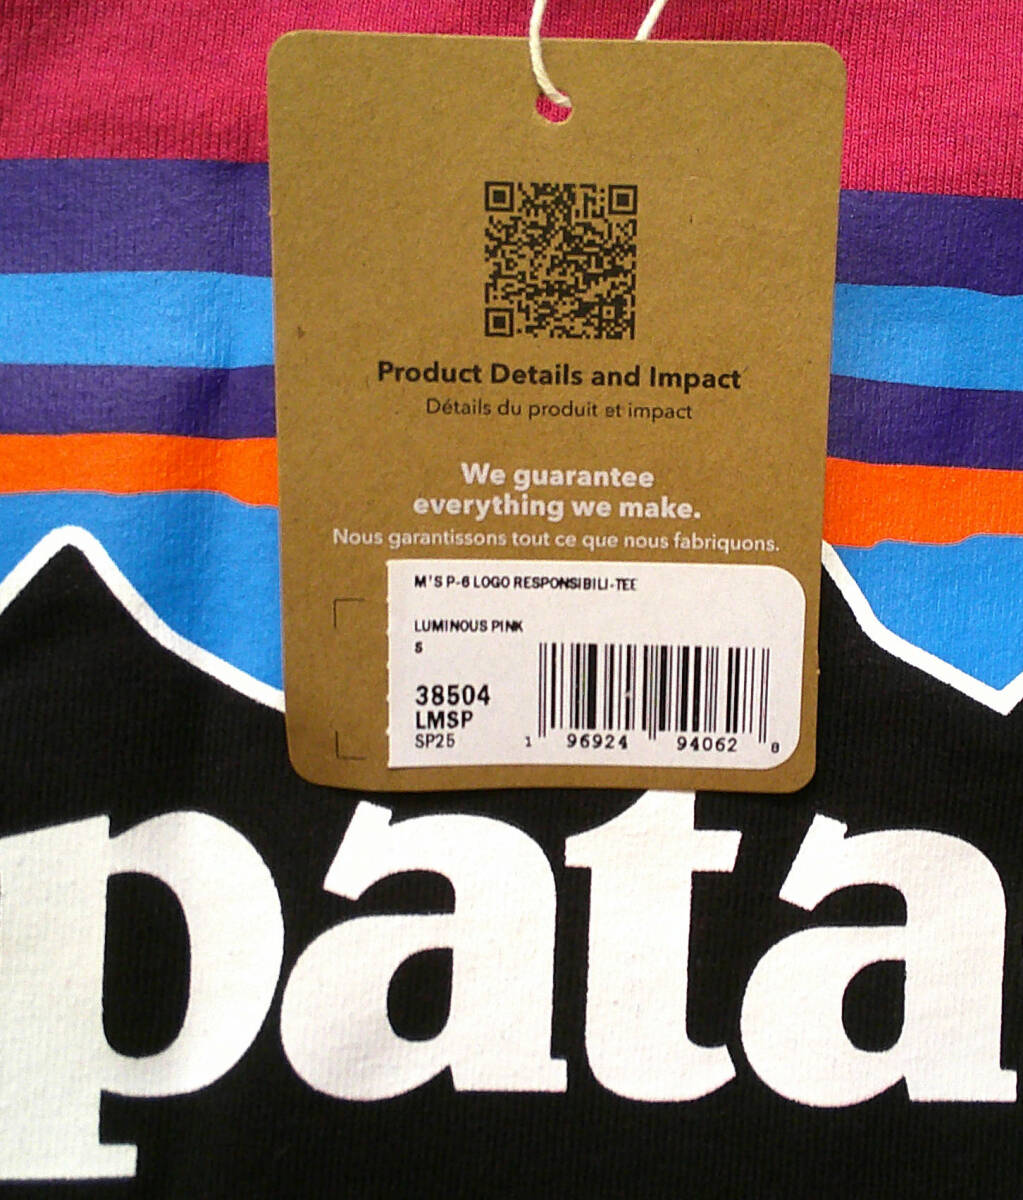 Product Details and Impact
Détails du produit et impact
We guarantee
everything we make.
Nous garantissons tout ce que nous fabriquons.
M'S P-6 LOGO RESPONSIBILI-TEE
LUMINOUS PINK
S
38504
LMSP
SP25
1 96924 94062 8
pata